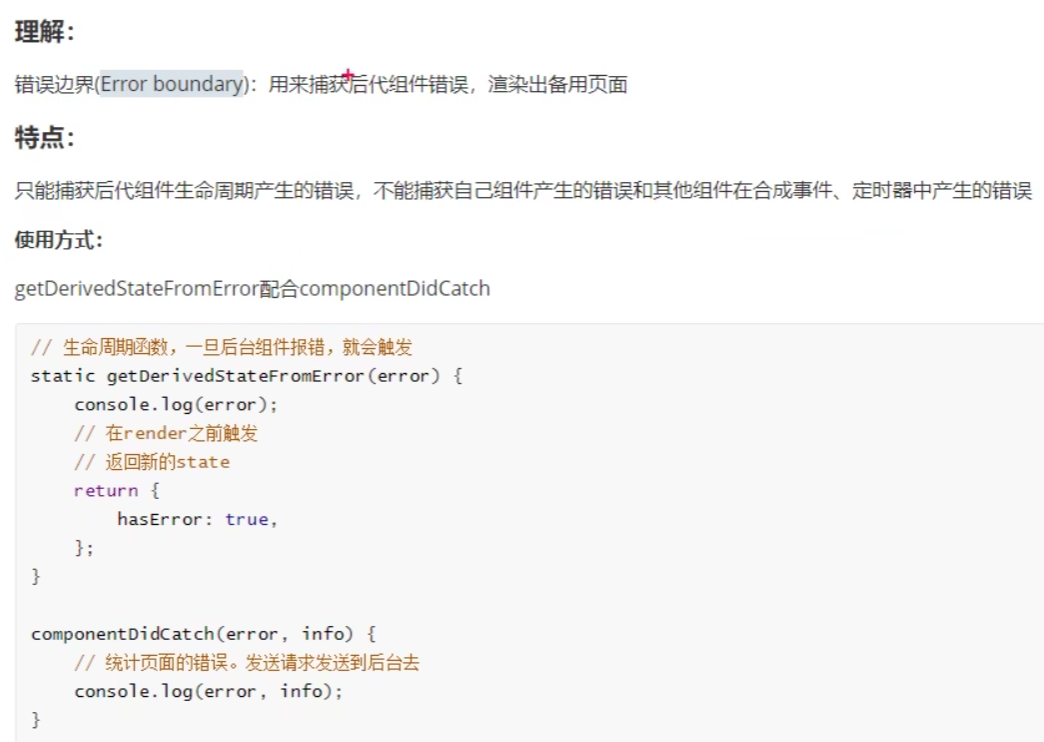 理解：
错误边界(Error boundary)：用来捕获后代组件错误，渲染出备用页面
特点：
只能捕获后代组件生命周期产生的错误，不能捕获自己组件产生的错误和其他组件在合成事件、定时器中产生的错误
使用方式：
getDerivedStateFromError配合componentDidCatch
// 生命周期函数，一旦后台组件报错，就会触发
static getDerivedStateFromError(error) {
    console.log(error);
    // 在render之前触发
    // 返回新的state
    return {
        hasError: true,
    };
}
componentDidCatch(error, info) {
    // 统计页面的错误。发送请求发送到后台去
    console.log(error, info);
}